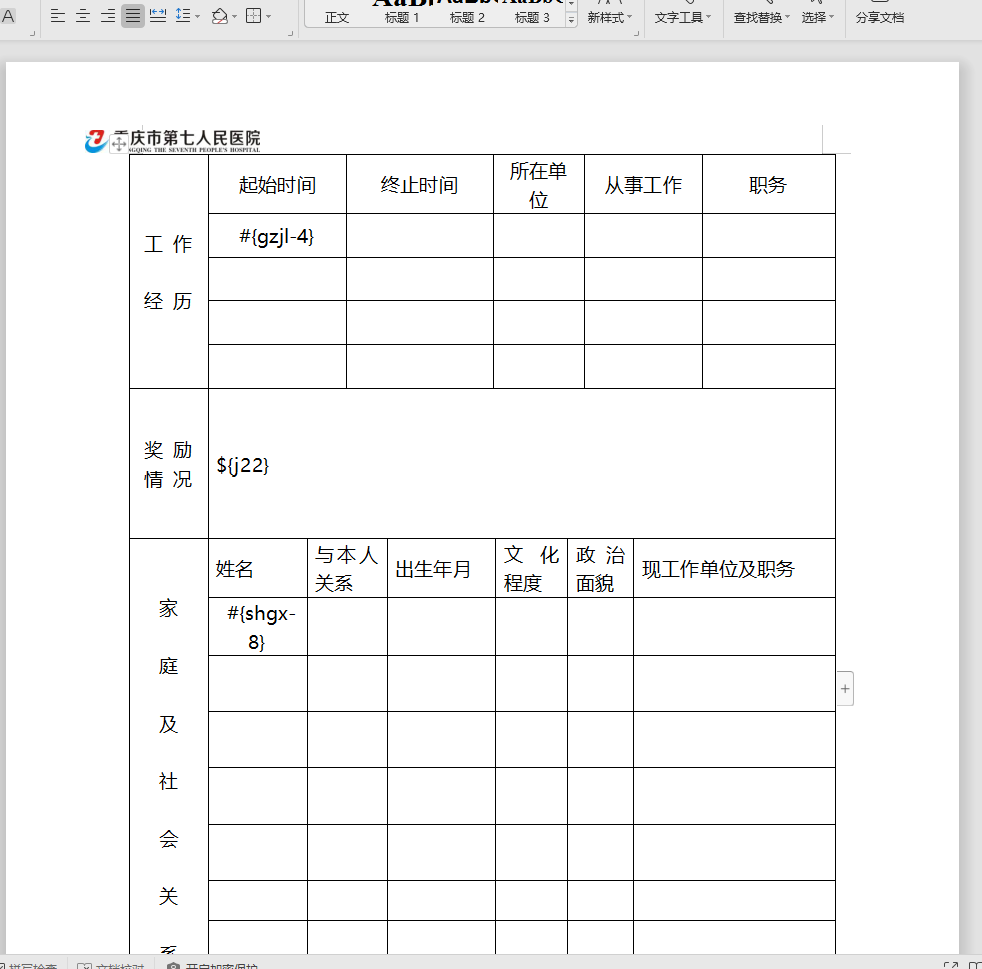 A
正文
标题 1
标题 2
标题 3
新样式
文字工具
查找替换
选择
分享文档
庆市第七人民医院
QING THE SEVENTH PEOPLE'S HOSPITAL
起始时间 终止时间 所在单位 从事工作 职务
工 作
经 历
#{gzjl-4}
奖 励
情 况
${j22}
姓名 与本人关系 出生年月 文 化程度 政 治面貌 现工作单位及职务
#{shgx-
8}
家
庭
及
社
会
关